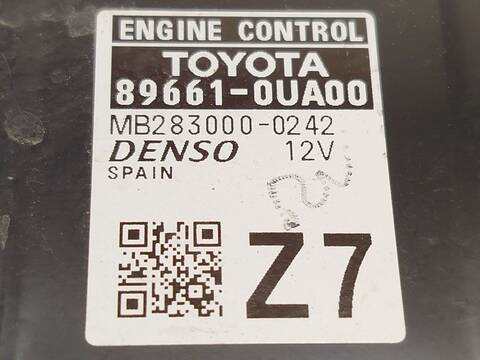 ENGINE CONTROL
TOYOTA
89661-0UA00
MB283000-0242
DENSO 12V
SPAIN
Z7